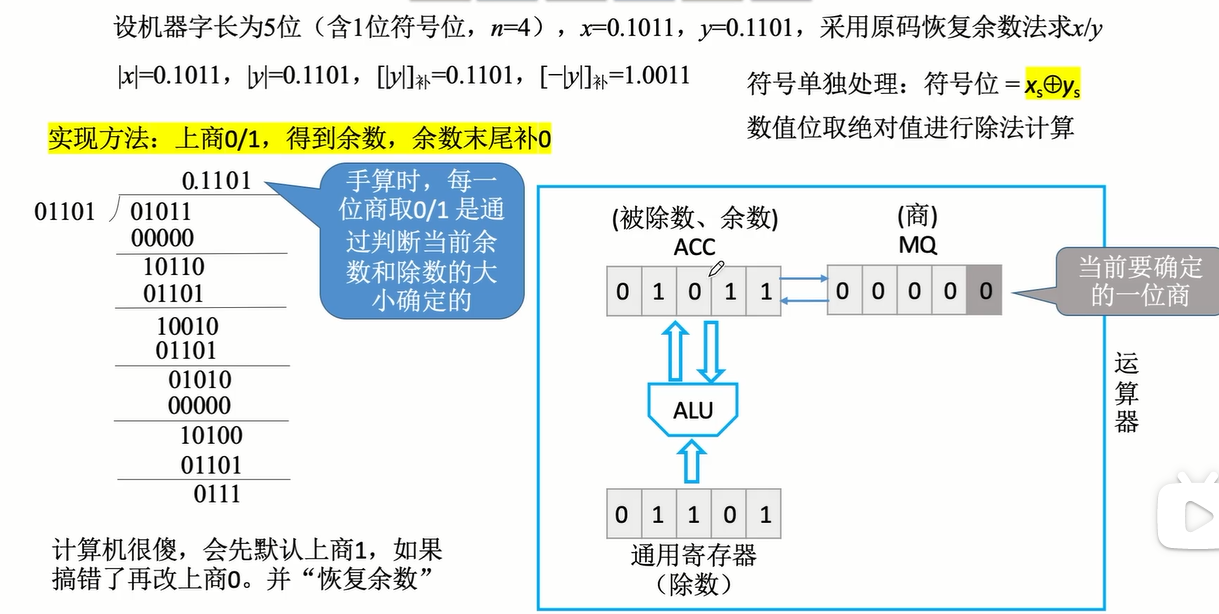 设机器字长为5位（含1位符号位，n=4），x=0.1011，y=0.1101，采用原码恢复余数法求x/y
|x|=0.1011，|y|=0.1101，[|y|]补=0.1101，[−|y|]补=1.0011
符号单独处理：符号位 = xs⊕ys
数值位取绝对值进行除法计算
实现方法：上商0/1，得到余数，余数末尾补0
0.1101
01101
01011
00000
10110
01101
10010
01101
01010
00000
10100
01101
0111
手算时，每一
位商取0/1 是通
过判断当前余
数和除数的大
小确定的
计算机很傻，会先默认上商1，如果
搞错了再改上商0。并“恢复余数”
(被除数、余数)
ACC
(商)
MQ
0 1 0 1 1
0 0 0 0 0
当前要确定
的一位商
ALU
0 1 1 0 1
通用寄存器
（除数）
运
算
器